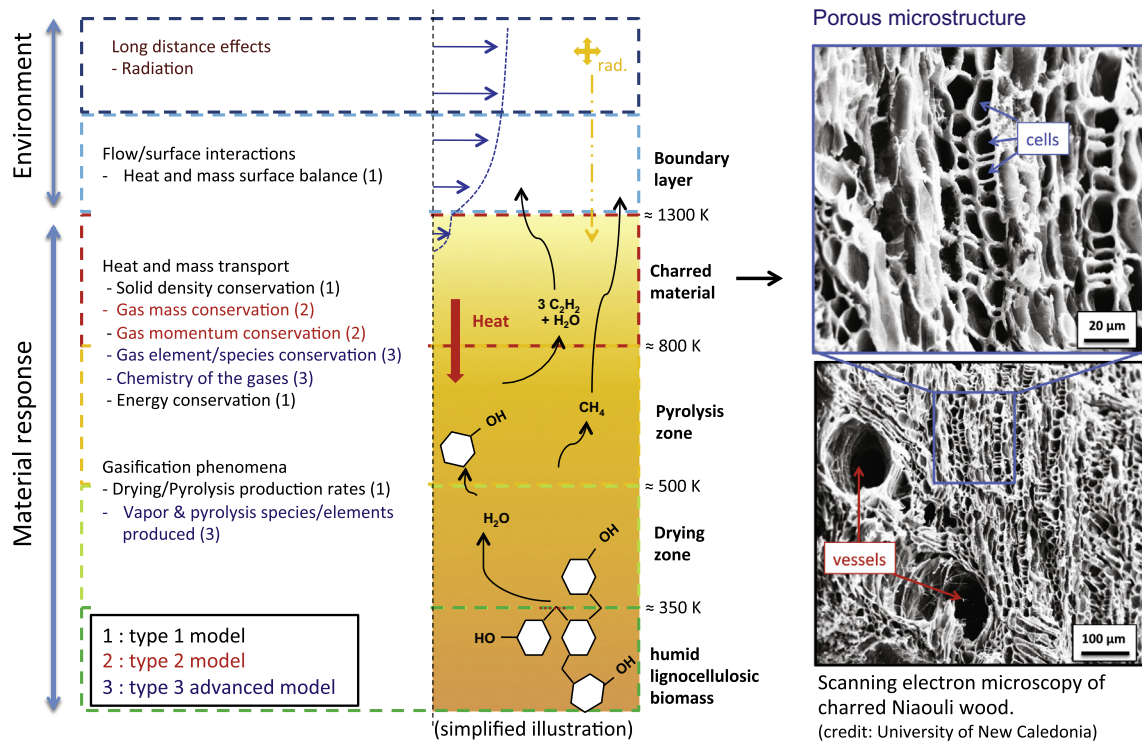 Environment
Long distance effects
- Radiation
Flow/surface interactions
- Heat and mass surface balance (1)
Material response
Heat and mass transport
- Solid density conservation (1)
- Gas mass conservation (2)
- Gas momentum conservation (2)
- Gas element/species conservation (3)
- Chemistry of the gases (3)
- Energy conservation (1)
Gasification phenomena
- Drying/Pyrolysis production rates (1)
- Vapor & pyrolysis species/elements
produced (3)
1 : type 1 model
2 : type 2 model
3 : type 3 advanced model
rad.
Heat
3 C₂H₂
+ H₂O
CH₄
OH
H₂O
OH
HO
OH
(simplified illustration)
Boundary
layer
≈ 1300 K
Charred
material
≈ 800 K
Pyrolysis
zone
≈ 500 K
Drying
zone
≈ 350 K
humid
lignocellulosic
biomass
Porous microstructure
cells
20 µm
vessels
100 µm
Scanning electron microscopy of
charred Niaouli wood.
(credit: University of New Caledonia)